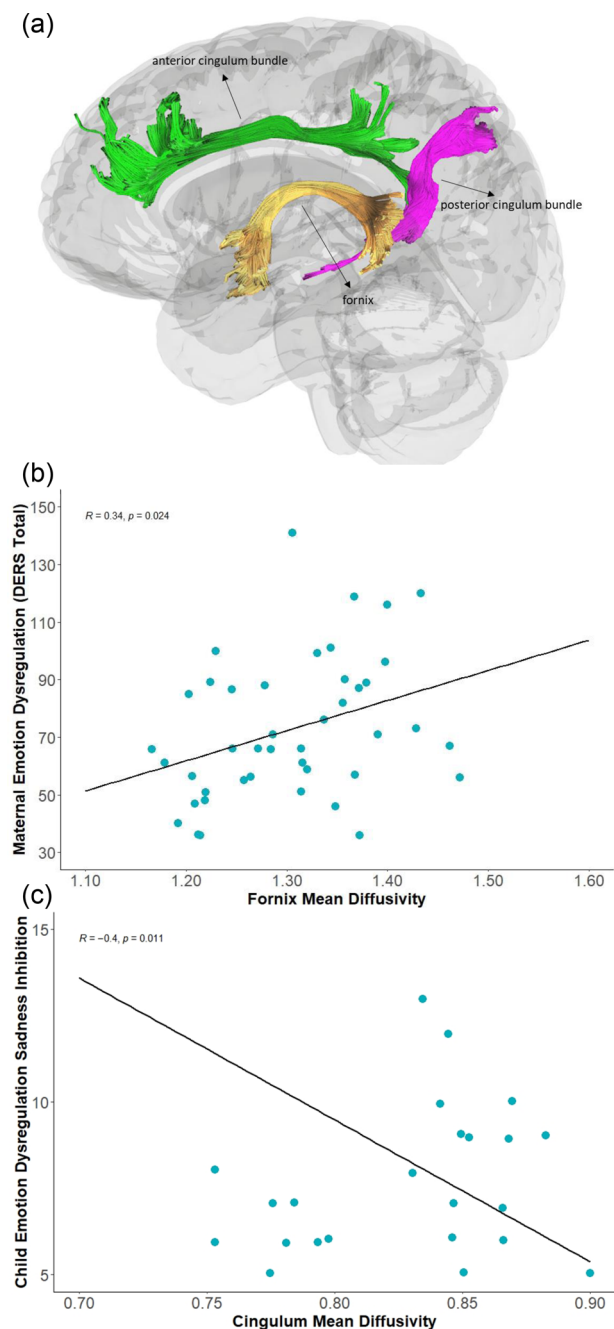 (a)
anterior cingulum bundle
posterior cingulum bundle
fornix
(b)
R = 0.34, p = 0.024
Maternal Emotion Dysregulation (DERS Total)
150
130
110
90
70
50
30
1.10 1.20 1.30 1.40 1.50 1.60
Fornix Mean Diffusivity
(c)
R = −0.4, p = 0.011
Child Emotion Dysregulation Sadness Inhibition
15
10
5
0.70 0.75 0.80 0.85 0.90
Cingulum Mean Diffusivity